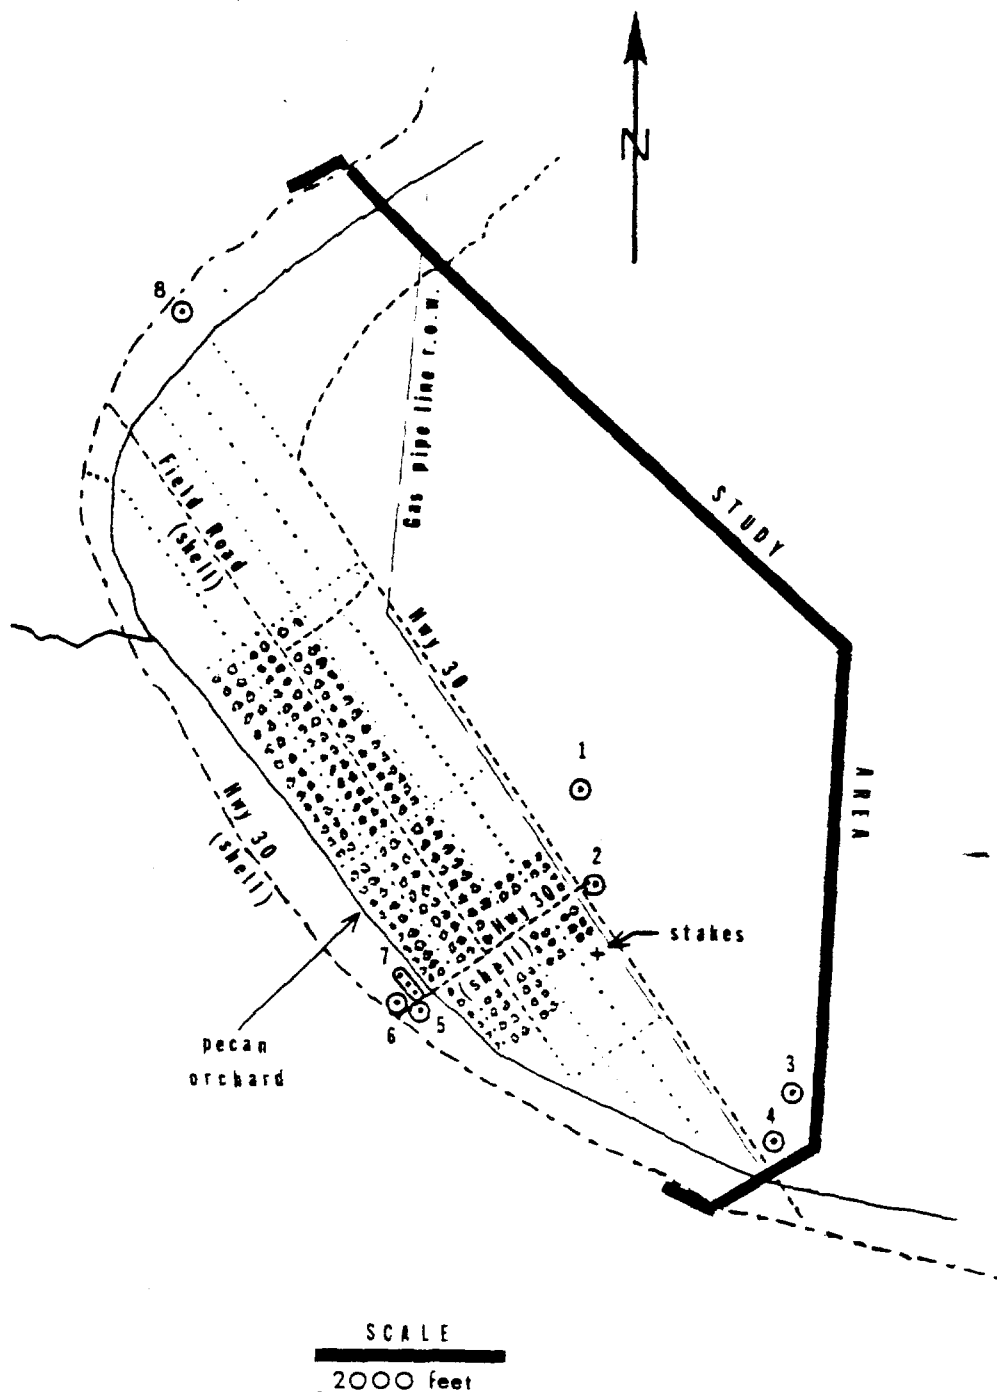 N
8
Gas pipe line r.o.w.
Field Road
(shell)
STUDY
Hwy 30
1
AREA
2
Hwy 30
(shell)
Hwy 30
(shell)
stakes
7
6
5
pecan
orchard
3
4
SCALE
2000 feet